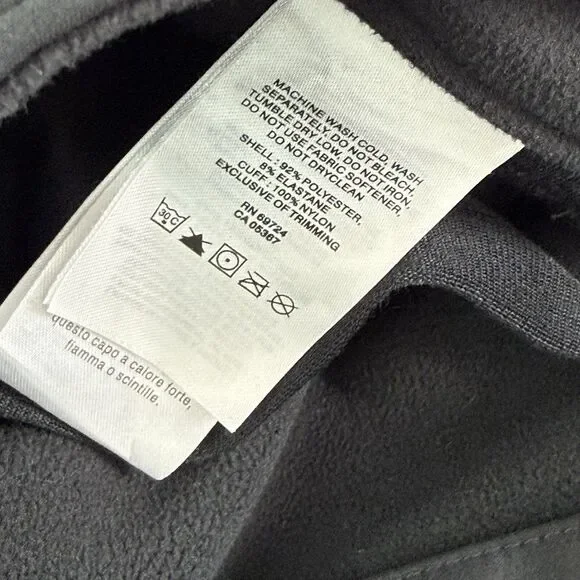 MACHINE WASH COLD, WASH
SEPARATELY, DO NOT BLEACH,
TUMBLE DRY LOW, DO NOT IRON,
DO NOT USE FABRIC SOFTENER,
DO NOT DRYCLEAN
SHELL : 92% POLYESTER,
8% ELASTANE
CUFF : 100% NYLON
EXCLUSIVE OF TRIMMING
RN 69724
CA 05367
30°C
questo capo a calore forte,
fiamma o scintille.